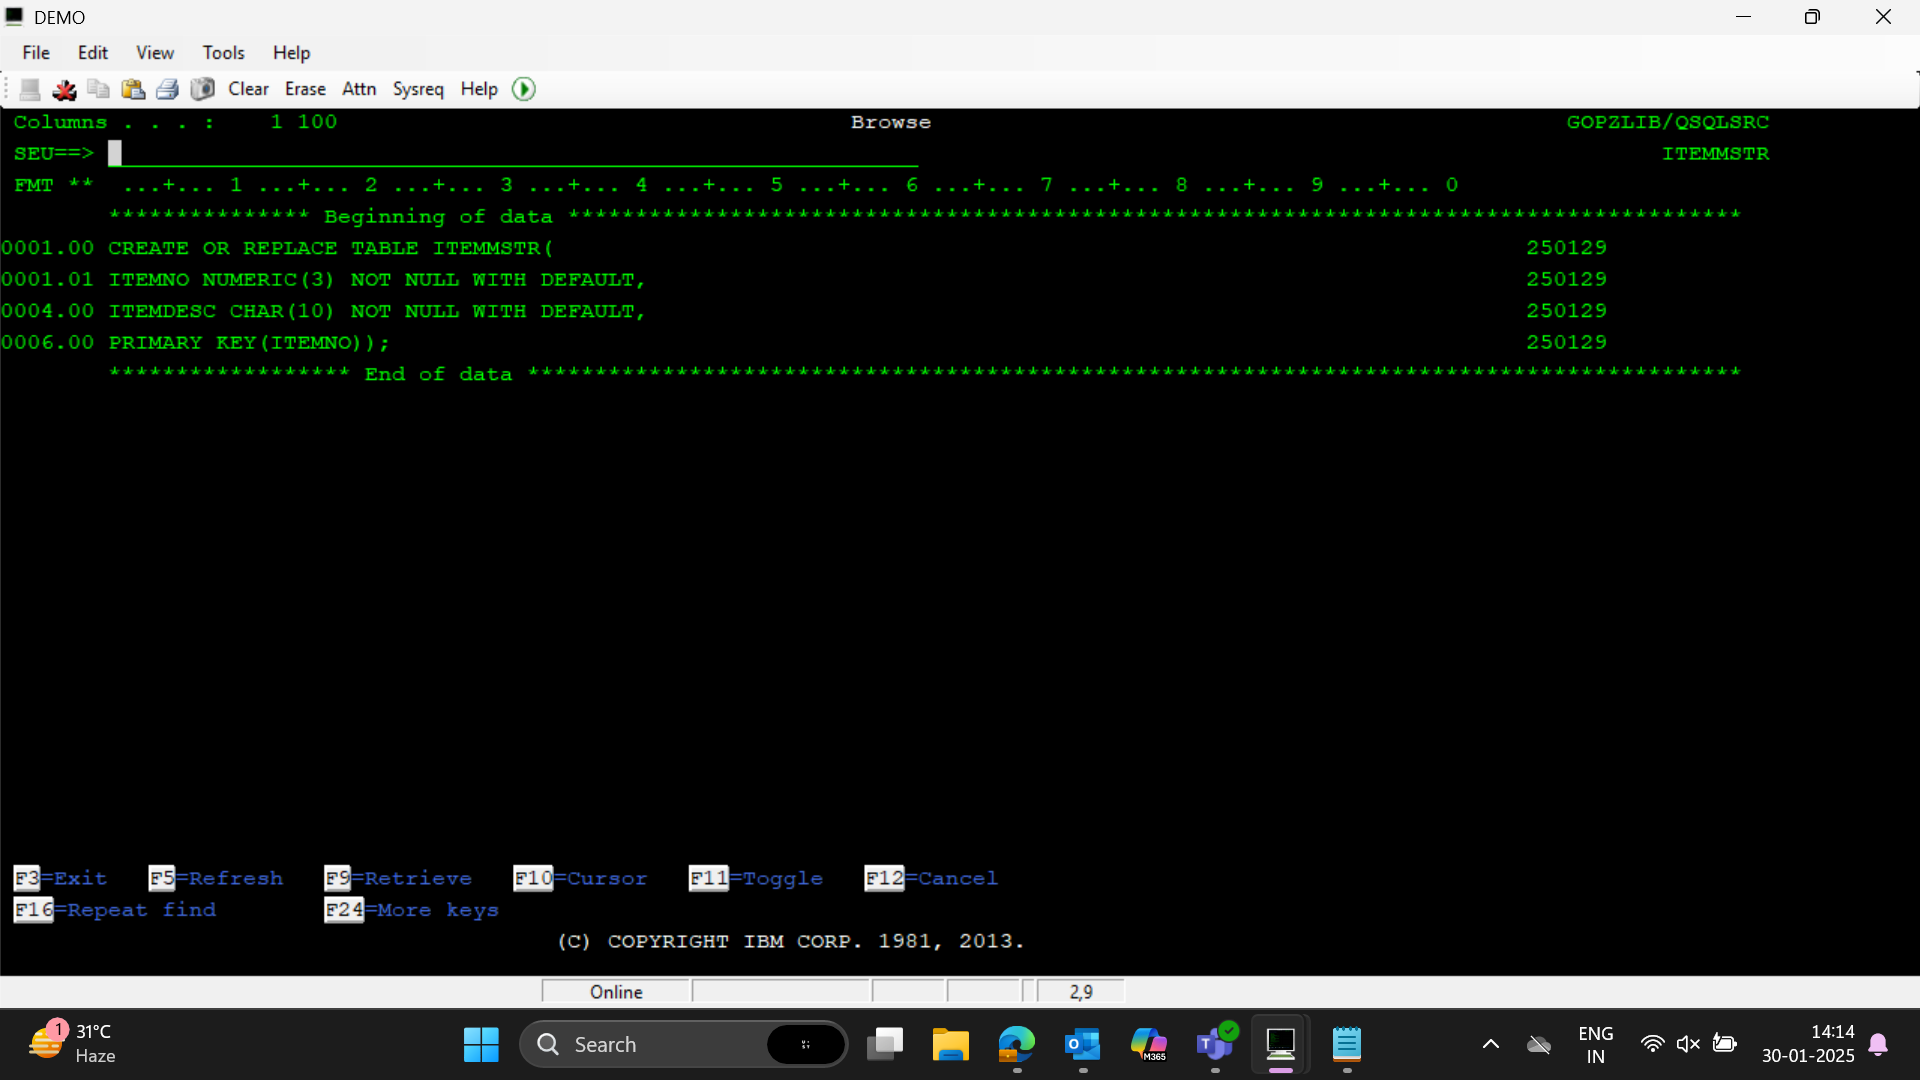 DEMO
File Edit View Tools Help
Clear Erase Attn Sysreq Help
Columns . . . :    1 100    Browse    GOPZLIB/QSQLSRC
SEU==>    ITEMMSTR
FMT **  ...+... 1 ...+... 2 ...+... 3 ...+... 4 ...+... 5 ...+... 6 ...+... 7 ...+... 8 ...+... 9 ...+... 0
*************** Beginning of data ***************************************************************************************
0001.00 CREATE OR REPLACE TABLE ITEMMSTR(    250129
0001.01 ITEMNO NUMERIC(3) NOT NULL WITH DEFAULT,    250129
0004.00 ITEMDESC CHAR(10) NOT NULL WITH DEFAULT,    250129
0006.00 PRIMARY KEY(ITEMNO));    250129
****************** End of data ******************************************************************************************
F3=Exit   F5=Refresh   F9=Retrieve   F10=Cursor   F11=Toggle   F12=Cancel
F16=Repeat find   F24=More keys
(C) COPYRIGHT IBM CORP. 1981, 2013.
Online 2,9
1 31°C
Haze
Search
M365
ENG
IN
14:14
30-01-2025